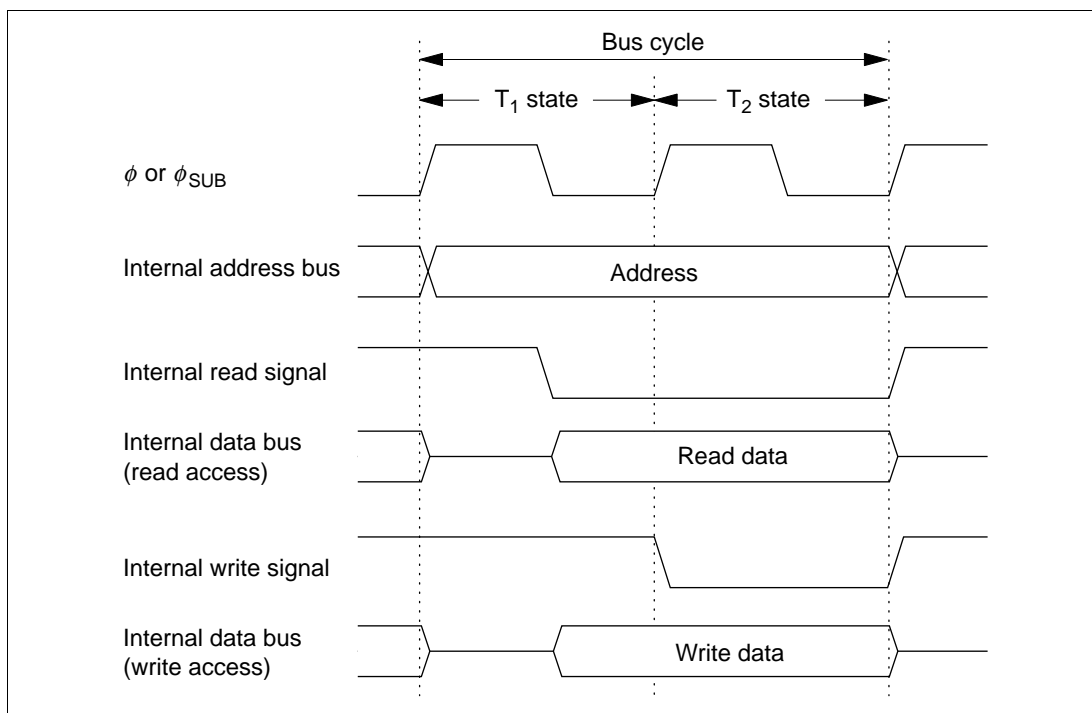 Bus cycle
T1 state
T2 state
ϕ or ϕSUB
Internal address bus
Address
Internal read signal
Internal data bus
(read access)
Read data
Internal write signal
Internal data bus
(write access)
Write data